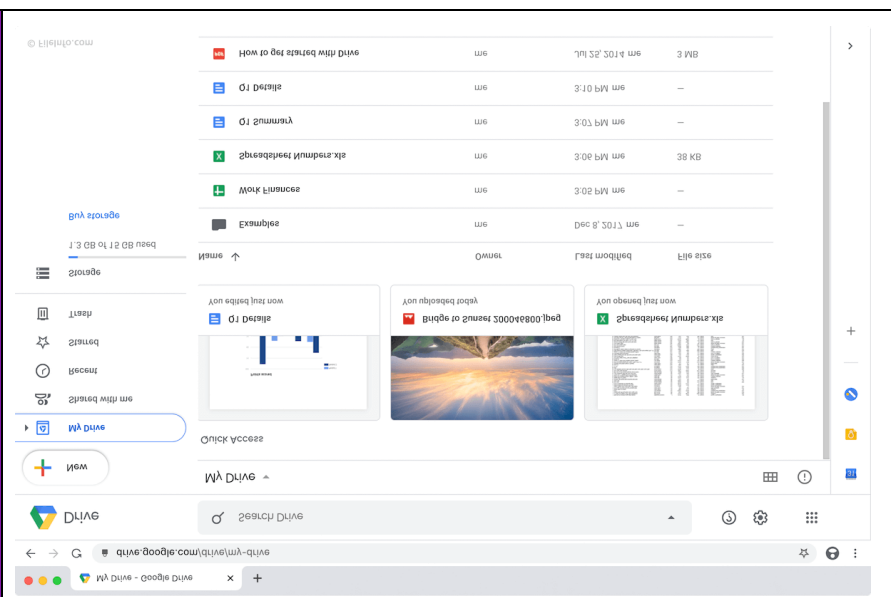 My Drive - Google Drive
drive.google.com/drive/my-drive
Drive
Search Drive
New
My Drive
My Drive
Shared with me
Recent
Starred
Trash
Storage
1.3 GB of 15 GB used
Buy storage
Quick Access
Q1 Details
You edited just now
Bridge to Sunset 200046800.jpeg
You uploaded today
Spreadsheet Numbers.xls
You opened just now
Name Owner Last modified File size
Examples me Dec 8, 2017 me –
Work Finances me 3:05 PM me –
Spreadsheet Numbers.xls me 3:06 PM me 38 KB
Q1 Summary me 3:07 PM me –
Q1 Details me 3:10 PM me –
How to get started with Drive me Jul 25, 2014 me 3 MB
© FileInfo.com